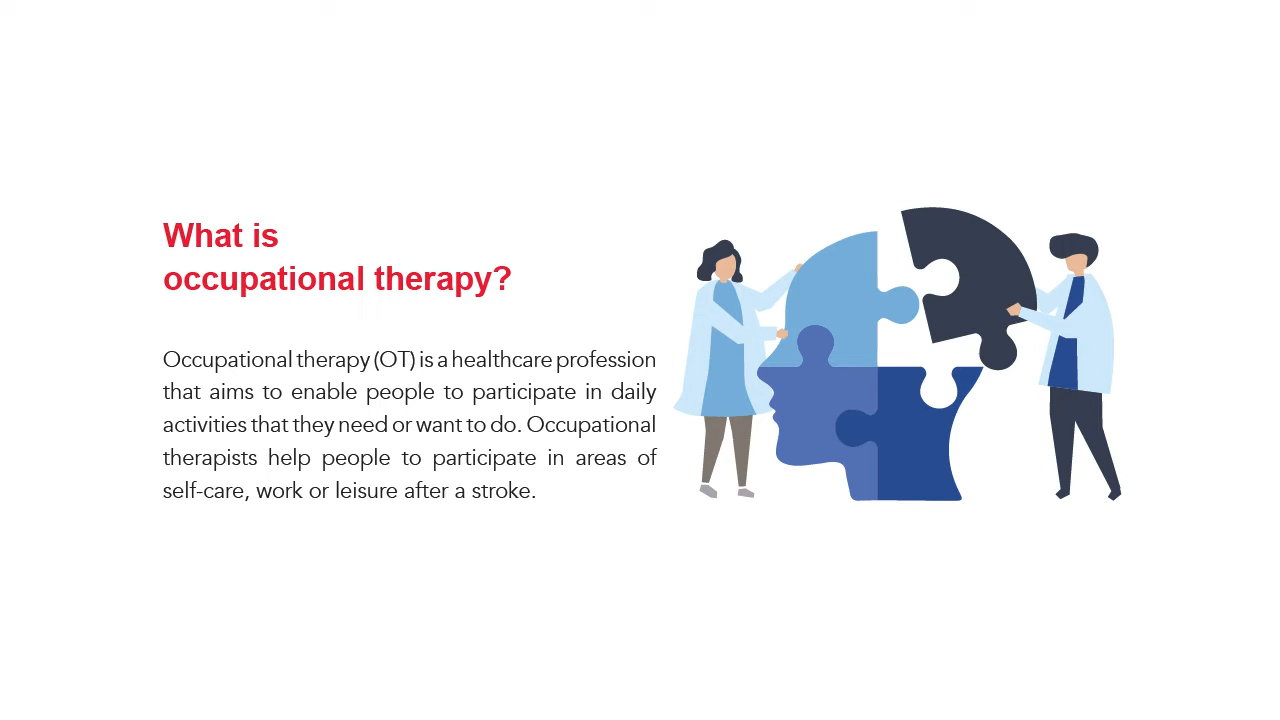 What is
occupational therapy?
Occupational therapy (OT) is a healthcare profession
that aims to enable people to participate in daily
activities that they need or want to do. Occupational
therapists help people to participate in areas of
self-care, work or leisure after a stroke.